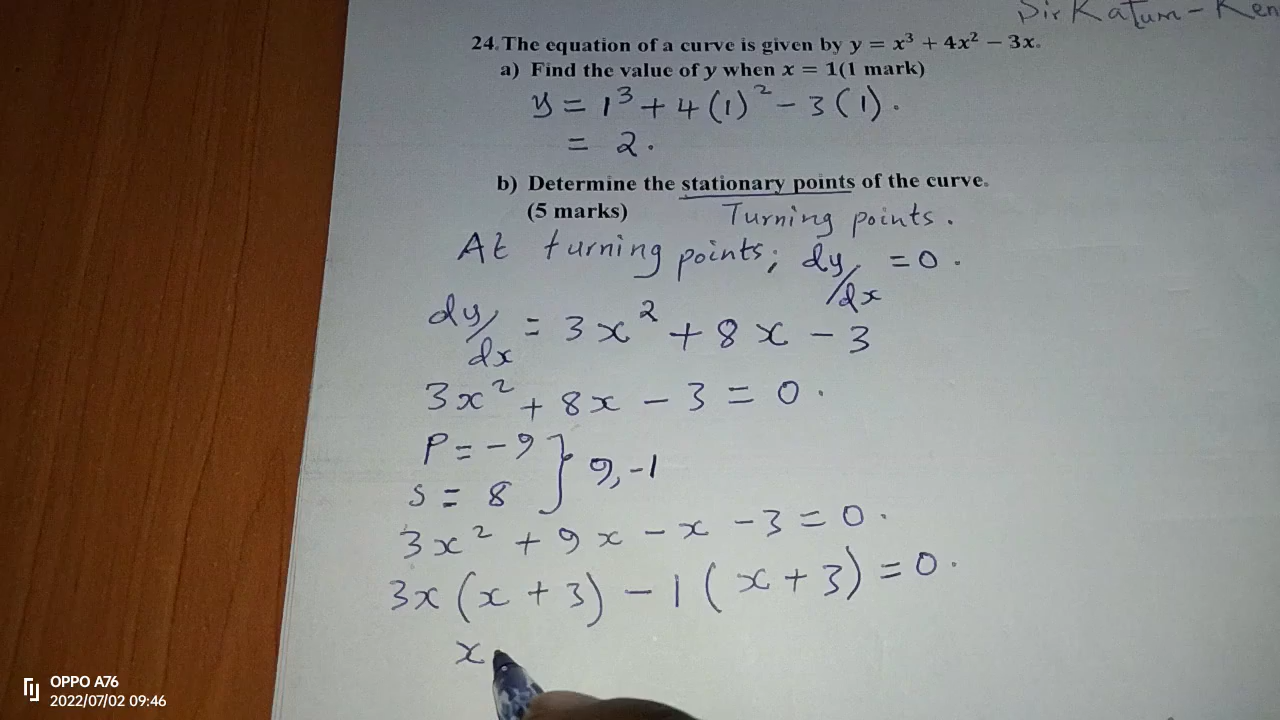 Sir Katum - Ken
24. The equation of a curve is given by y = x³ + 4x² − 3x.
a) Find the value of y when x = 1(1 mark)
y = 1³ + 4(1)² − 3(1).
= 2.
b) Determine the stationary points of the curve.
(5 marks) Turning points.
At turning points; dy/dx = 0.
dy/dx = 3x² + 8x − 3
3x² + 8x − 3 = 0.
P = −9 } 9, −1
S = 8
3x² + 9x − x − 3 = 0.
3x(x + 3) − 1(x + 3) = 0.
x
OPPO A76
2022/07/02 09:46